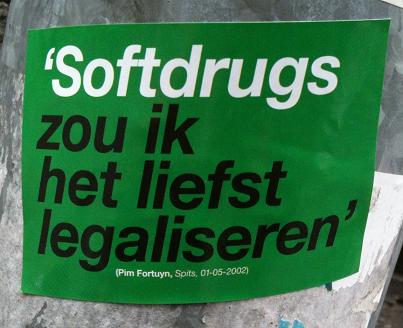 ‘Softdrugs
zou ik
het liefst
legaliseren’
(Pim Fortuyn, Spits, 01-05-2002)